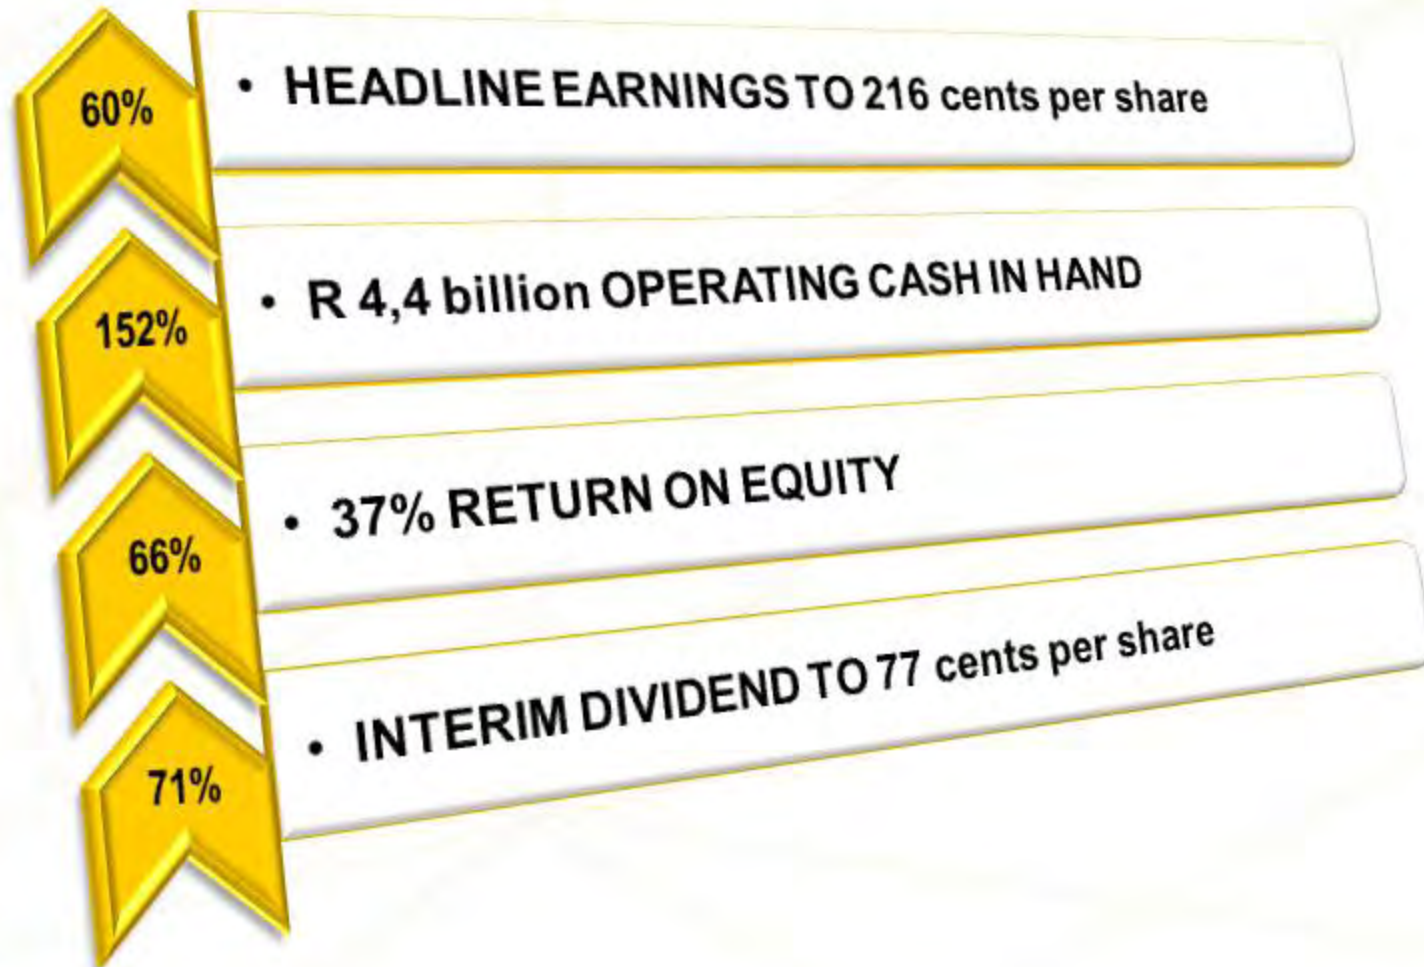 60%
• HEADLINE EARNINGS TO 216 cents per share
152%
• R 4,4 billion OPERATING CASH IN HAND
66%
• 37% RETURN ON EQUITY
71%
• INTERIM DIVIDEND TO 77 cents per share